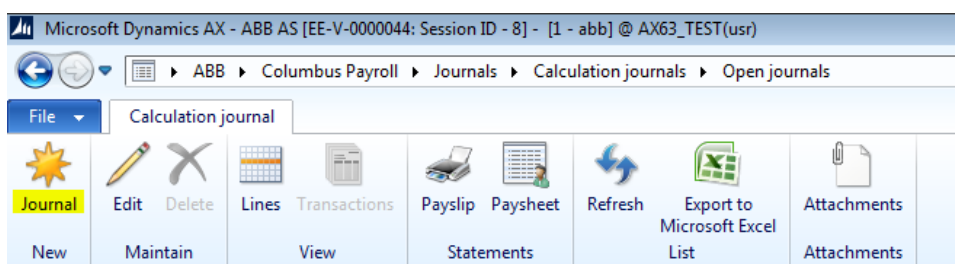 Microsoft Dynamics AX - ABB AS [EE-V-0000044: Session ID - 8] - [1 - abb] @ AX63_TEST(usr)
ABB Columbus Payroll Journals Calculation journals Open journals
File Calculation journal
Journal Edit Delete Lines Transactions Payslip Paysheet Refresh Export to Attachments
Microsoft Excel
New Maintain View Statements List Attachments